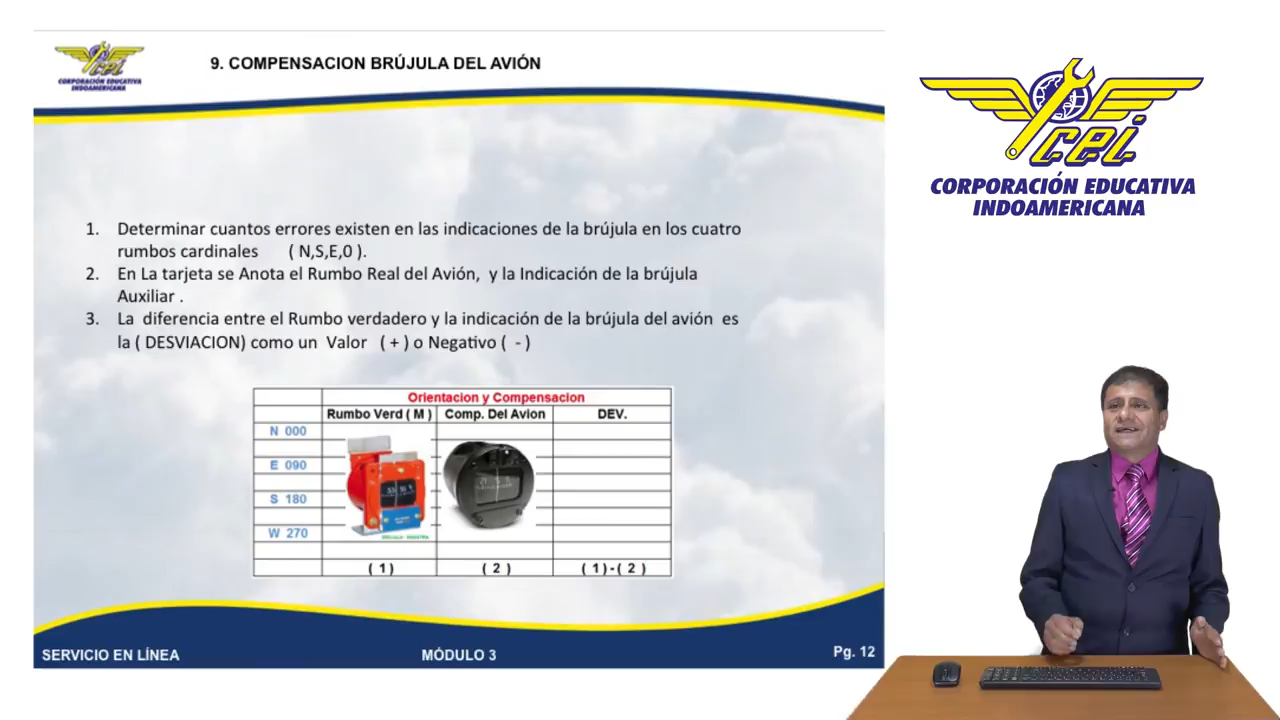 cei
CORPORACIÓN EDUCATIVA
INDOAMERICANA
9. COMPENSACION BRÚJULA DEL AVIÓN
1. Determinar cuantos errores existen en las indicaciones de la brújula en los cuatro
rumbos cardinales ( N,S,E,0 ).
2. En La tarjeta se Anota el Rumbo Real del Avión, y la Indicación de la brújula
Auxiliar .
3. La diferencia entre el Rumbo verdadero y la indicación de la brújula del avión es
la ( DESVIACION) como un Valor ( + ) o Negativo ( - )
Orientacion y Compensacion
Rumbo Verd ( M ) Comp. Del Avion DEV.
N 000
E 090
S 180
W 270
( 1 ) ( 2 ) ( 1 ) - ( 2 )
SERVICIO EN LÍNEA MÓDULO 3 Pg. 12
cei
CORPORACIÓN EDUCATIVA
INDOAMERICANA